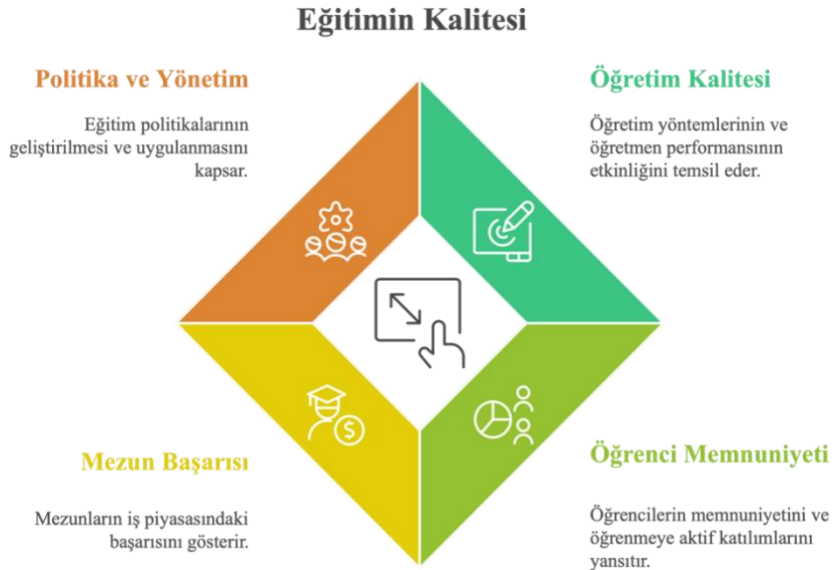 Eğitimin Kalitesi
Politika ve Yönetim
Eğitim politikalarının
geliştirilmesi ve uygulanmasını
kapsar.
Öğretim Kalitesi
Öğretim yöntemlerinin ve
öğretmen performansının
etkinliğini temsil eder.
Mezun Başarısı
Mezunların iş piyasasındaki
başarısını gösterir.
Öğrenci Memnuniyeti
Öğrencilerin memnuniyetini ve
öğrenmeye aktif katılımlarını
yansıtır.
$